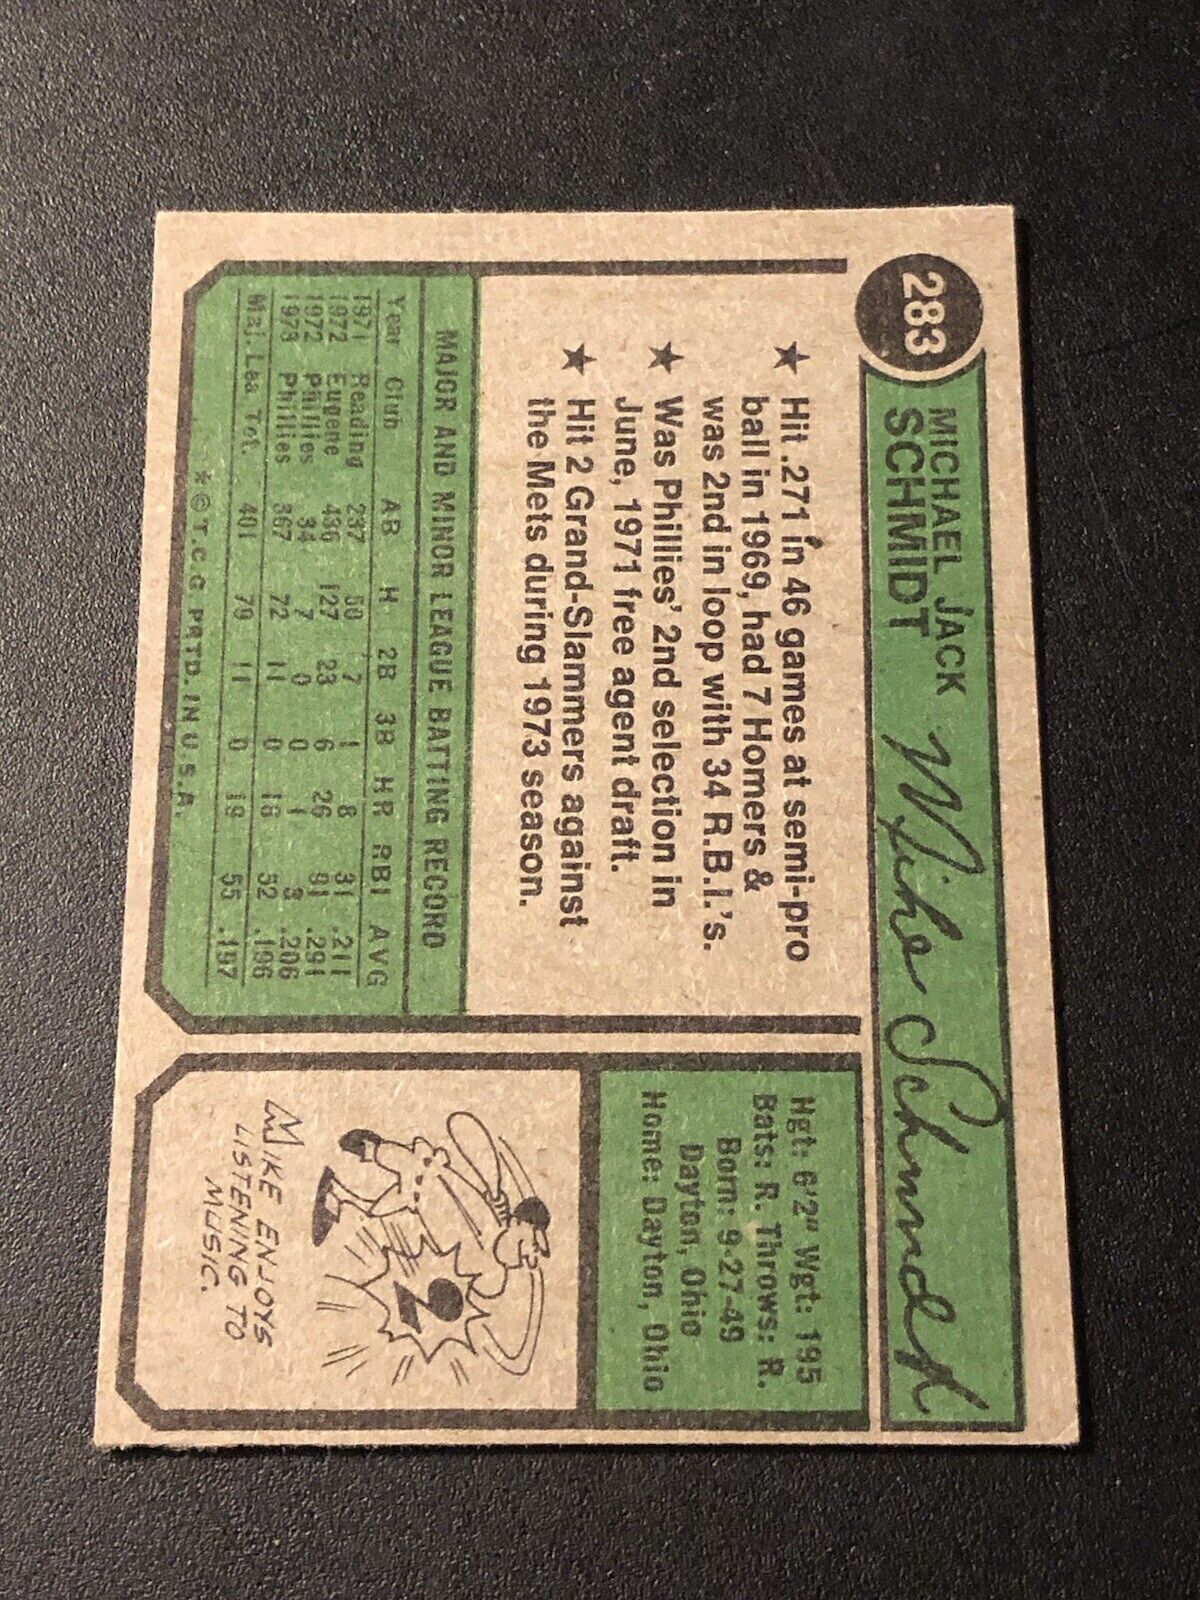 283
MICHAEL JACK
SCHMIDT
Mike Schmidt
★ Hit .271 in 46 games at semi-pro
ball in 1969, had 7 Homers &
was 2nd in loop with 34 R.B.I.'s.
★ Was Phillies' 2nd selection in
June, 1971 free agent draft.
★ Hit 2 Grand-Slammers against
the Mets during 1973 season.
MAJOR AND MINOR LEAGUE BATTING RECORD
Year Club AB H 2B 3B HR RBI AVG
1971 Reading 237 50 7 1 8 31 .211
1972 Eugene 436 127 23 6 26 91 .291
1972 Phillies 34 7 0 0 1 3 .206
1973 Phillies 367 72 11 0 16 52 .196
Maj. Lea Tot. 401 79 11 0 19 55 .197
*©T.C.G PRTD. IN U.S.A.
Hgt: 6'2" Wgt: 195
Bats: R. Throws: R.
Born: 9-27-49
Dayton, Ohio
Home: Dayton, Ohio
MIKE ENJOYS
LISTENING TO
MUSIC.